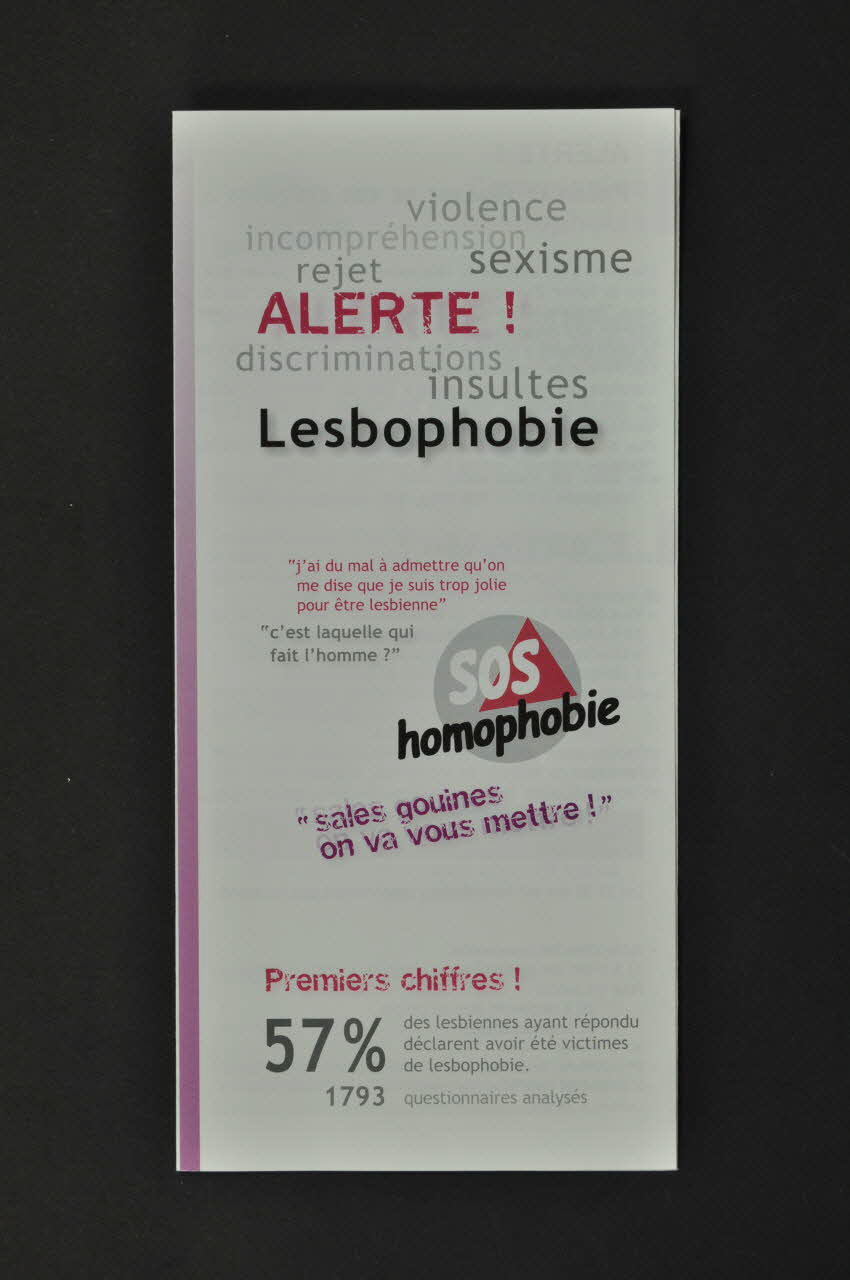 violence
incompréhension
sexisme
rejet
ALERTE !
discriminations
insultes
Lesbophobie
"j'ai du mal à admettre qu'on
me dise que je suis trop jolie
pour être lesbienne"
"c'est laquelle qui
fait l'homme ?"
SOS
homophobie
"sales gouines
on va vous mettre !"
Premiers chiffres !
57% des lesbiennes ayant répondu
déclarent avoir été victimes
de lesbophobie.
1793 questionnaires analysés